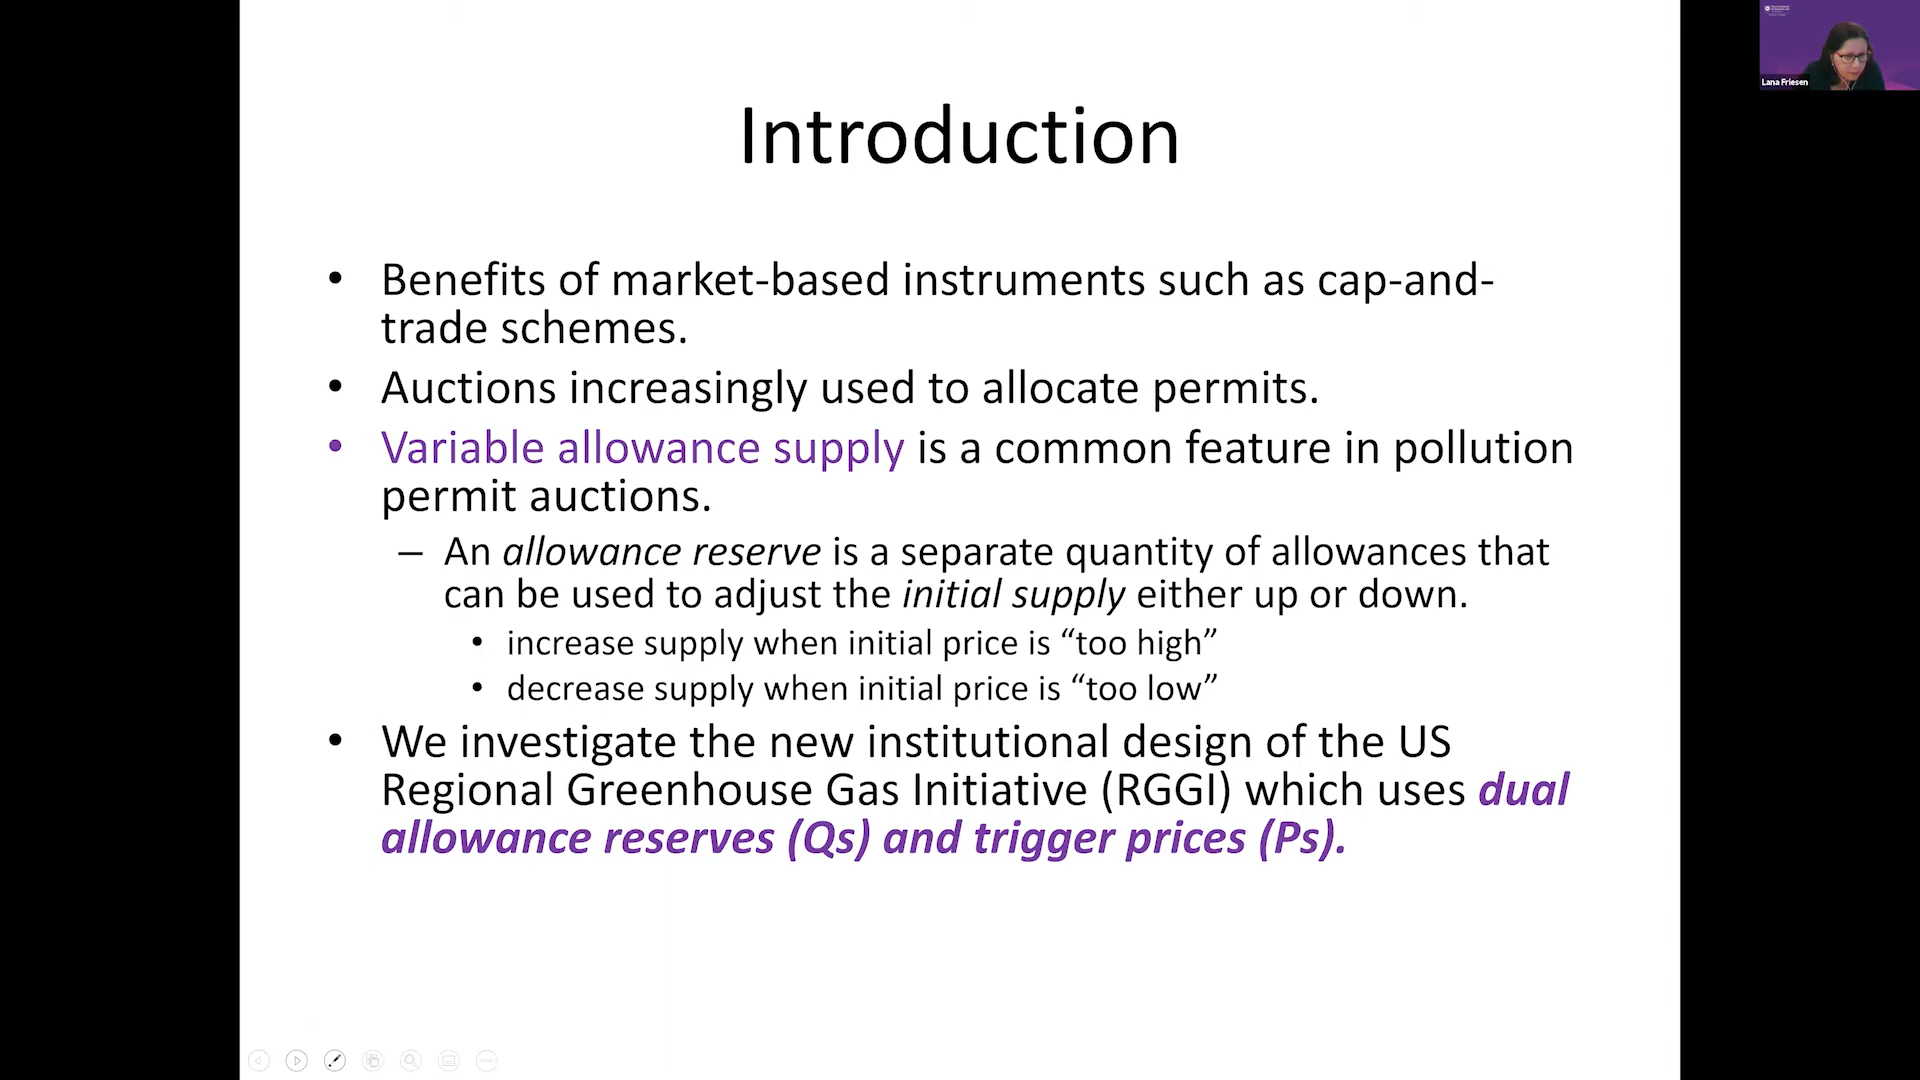 Introduction
• Benefits of market-based instruments such as cap-and-
trade schemes.
• Auctions increasingly used to allocate permits.
• Variable allowance supply is a common feature in pollution
permit auctions.
– An allowance reserve is a separate quantity of allowances that
can be used to adjust the initial supply either up or down.
• increase supply when initial price is “too high”
• decrease supply when initial price is “too low”
• We investigate the new institutional design of the US
Regional Greenhouse Gas Initiative (RGGI) which uses dual
allowance reserves (Qs) and trigger prices (Ps).
Lana Friesen